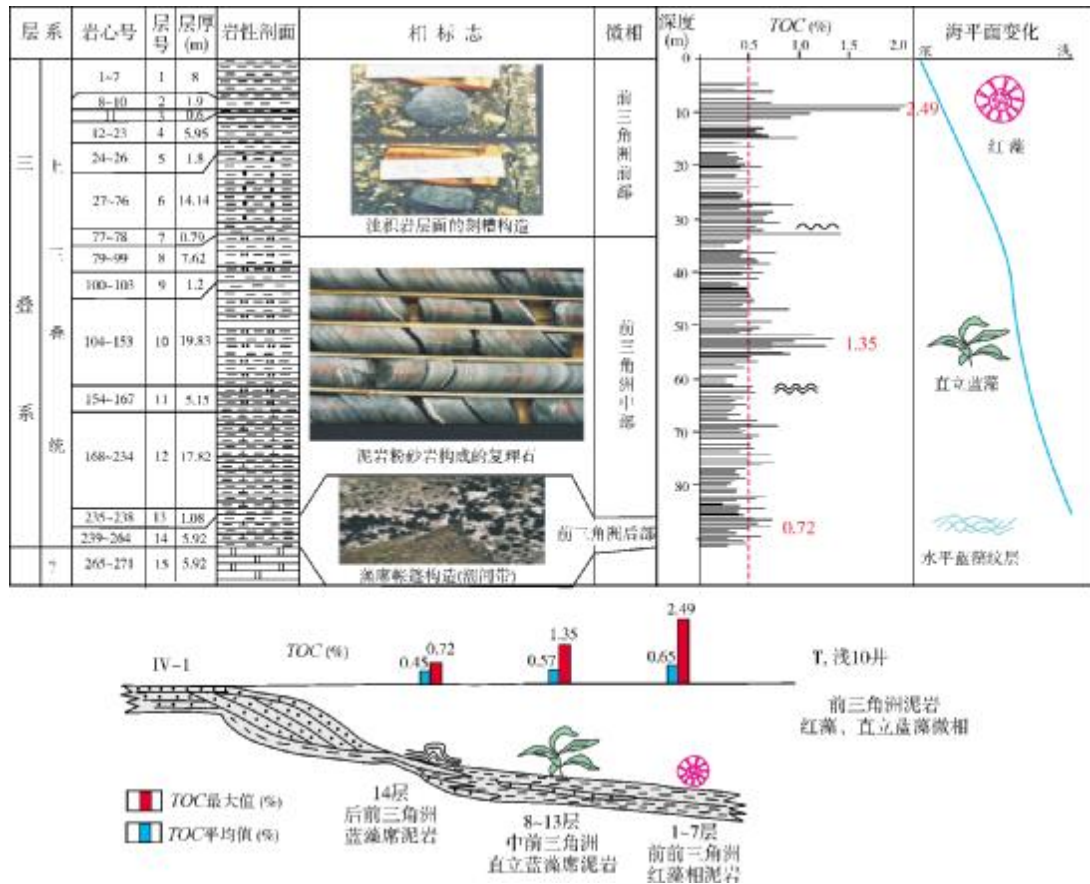 层 系 岩心号 层号 层厳(m) 岩性剖面 相 标 志 微相 深度(m) TOC (%) 海平面变化
0.5 1.0 2.0 深 浅
三 叠 系
上 三 叠 统
?
1~7 1 8
8~10 2 1.9
11 3 0.6
12~23 4 5.95
24~26 5 1.8
27~76 6 14.14
77~78 7 0.79
79~99 8 7.62
100~103 9 1.2
104~153 10 19.83
154~167 11 5.15
168~234 12 17.82
235~238 13 1.08
239~264 14 5.92
265~271 15 5.92
浊积岩层面的刻槽构造
泥岩粉砂岩构成的复理石
藻席帐篷构造(潮间带)
前三角洲前部
前三角洲中部
前三角洲后部
0
10
20
30
40
50
60
70
80
2.49
1.35
0.72
红 藻
直立蓝藻
水平蓝藻纹层
IV-1
TOC (%)
0.45 0.72
0.57 1.35
0.65 2.49
T, 浅10井
前三角洲泥岩
红藻、直立蓝藻微相
14层
后前三角洲
蓝藻席泥岩
8~13层
中前三角洲
直立蓝藻席泥岩
1~7层
前前三角洲
红藻相泥岩
TOC最大值 (%)
TOC平均值 (%)